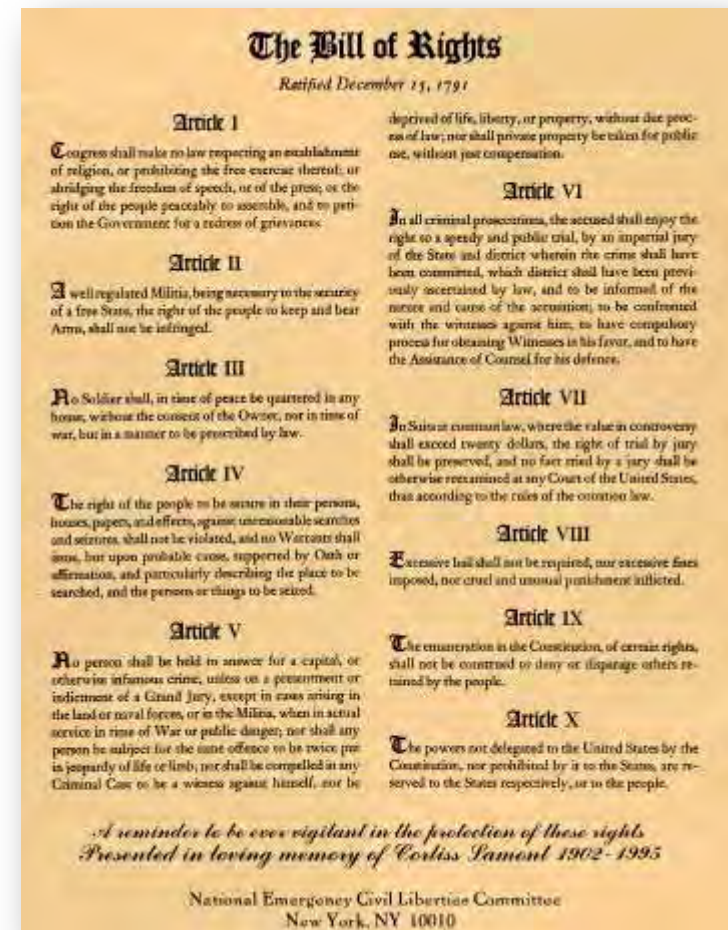 The Bill of Rights
Ratified December 15, 1791
Article I
Congress shall make no law respecting an establishment
of religion, or prohibiting the free exercise thereof; or
abridging the freedom of speech, or of the press; or the
right of the people peaceably to assemble, and to peti-
tion the Government for a redress of grievances.
Article II
A well regulated Militia, being necessary to the security
of a free State, the right of the people to keep and bear
Arms, shall not be infringed.
Article III
No Soldier shall, in time of peace be quartered in any
house, without the consent of the Owner, nor in time of
war, but in a manner to be prescribed by law.
Article IV
The right of the people to be secure in their persons,
houses, papers, and effects, against unreasonable searches
and seizures, shall not be violated, and no Warrants shall
issue, but upon probable cause, supported by Oath or
affirmation, and particularly describing the place to be
searched, and the persons or things to be seized.
Article V
No person shall be held to answer for a capital, or
otherwise infamous crime, unless on a presentment or
indictment of a Grand Jury, except in cases arising in
the land or naval forces, or in the Militia, when in actual
service in time of War or public danger; nor shall any
person be subject for the same offence to be twice put
in jeopardy of life or limb; nor shall be compelled in any
Criminal Case to be a witness against himself, nor be
deprived of life, liberty, or property, without due proc-
ess of law; nor shall private property be taken for public
use, without just compensation.
Article VI
In all criminal prosecutions, the accused shall enjoy the
right to a speedy and public trial, by an impartial jury
of the State and district wherein the crime shall have
been committed, which district shall have been previ-
ously ascertained by law, and to be informed of the
nature and cause of the accusation; to be confronted
with the witnesses against him; to have compulsory
process for obtaining Witnesses in his favor, and to have
the Assistance of Counsel for his defence.
Article VII
In Suits at common law, where the value in controversy
shall exceed twenty dollars, the right of trial by jury
shall be preserved, and no fact tried by a jury shall be
otherwise reexamined at any Court of the United States,
than according to the rules of the common law.
Article VIII
Excessive bail shall not be required, nor excessive fines
imposed, nor cruel and unusual punishment inflicted.
Article IX
The enumeration in the Constitution, of certain rights,
shall not be construed to deny or disparage others re-
tained by the people.
Article X
The powers not delegated to the United States by the
Constitution, nor prohibited by it to the States, are re-
served to the States respectively, or to the people.
A reminder to be ever vigilant in the protection of these rights
Presented in loving memory of Corliss Lamont 1902-1995
National Emergency Civil Liberties Committee
New York, NY 10010